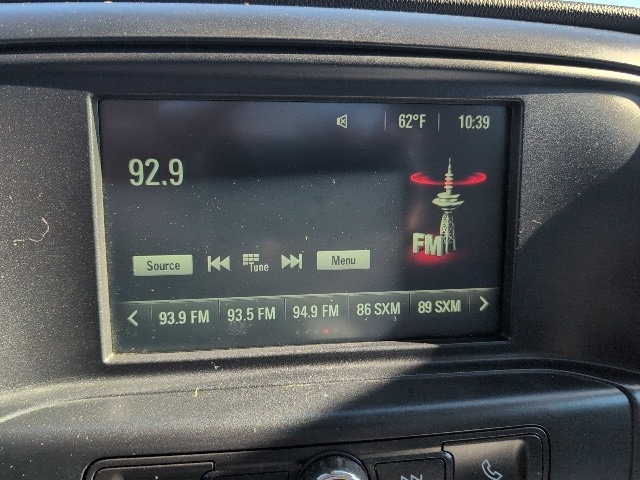 62°F 10:39
92.9
FM
Source Tune Menu
93.9 FM 93.5 FM 94.9 FM 86 SXM 89 SXM